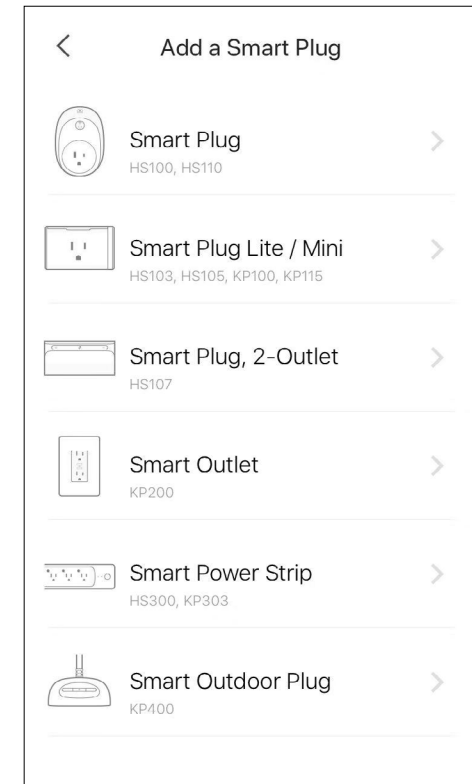 Add a Smart Plug
Smart Plug
HS100, HS110
Smart Plug Lite / Mini
HS103, HS105, KP100, KP115
Smart Plug, 2-Outlet
HS107
Smart Outlet
KP200
Smart Power Strip
HS300, KP303
Smart Outdoor Plug
KP400